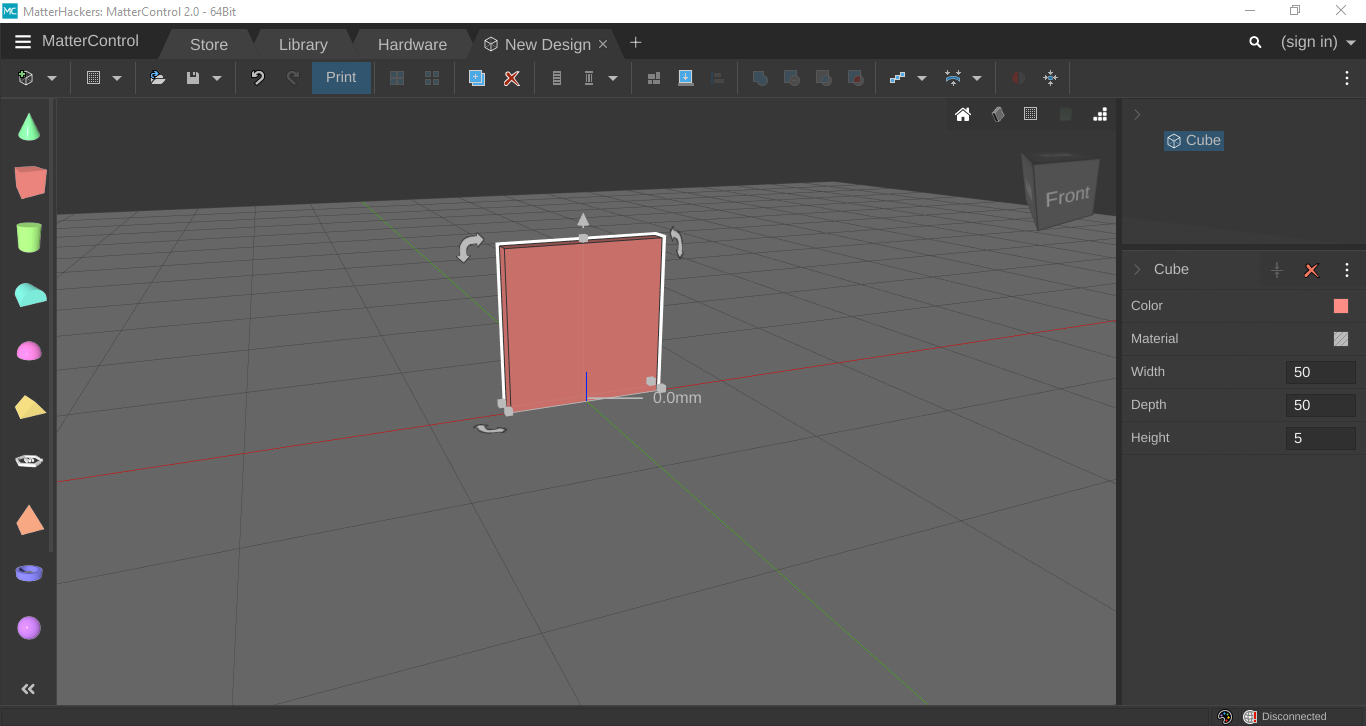 MatterHackers: MatterControl 2.0 - 64Bit
MatterControl
Store
Library
Hardware
New Design
(sign in)
Print
Cube
Front
Cube
Color
Material
Width
50
Depth
50
Height
5
0.0mm
Disconnected